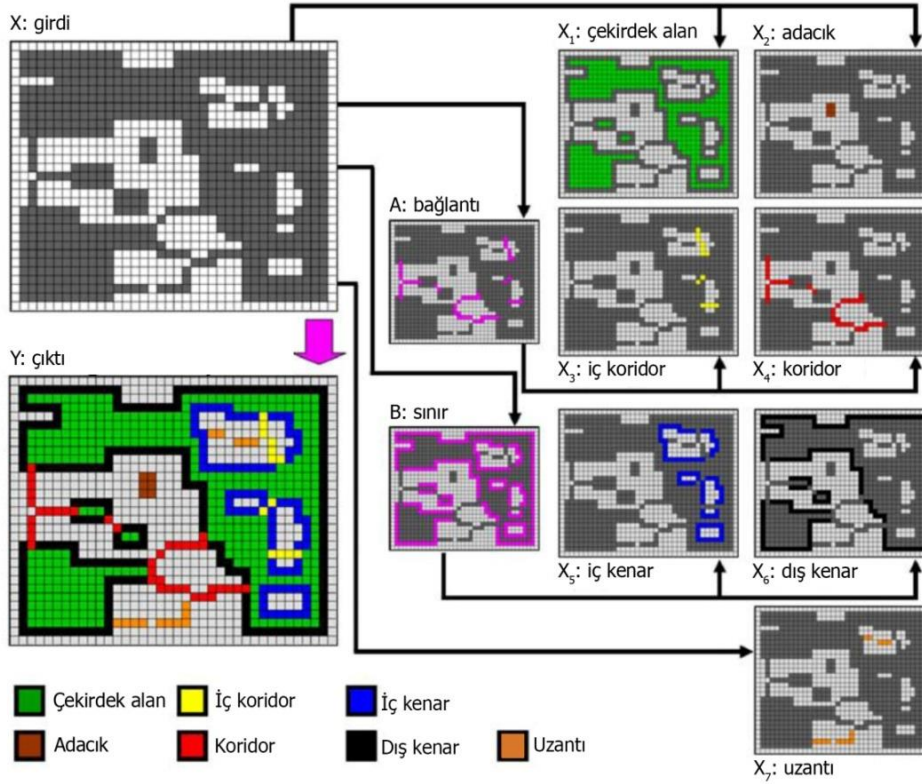 X: girdi
X₁: çekirdek alan
X₂: adacık
A: bağlantı
X₃: iç koridor
X₄: koridor
Y: çıktı
B: sınır
X₅: iç kenar
X₆: dış kenar
X₇: uzantı
Çekirdek alan
İç koridor
İç kenar
Adacık
Koridor
Dış kenar
Uzantı